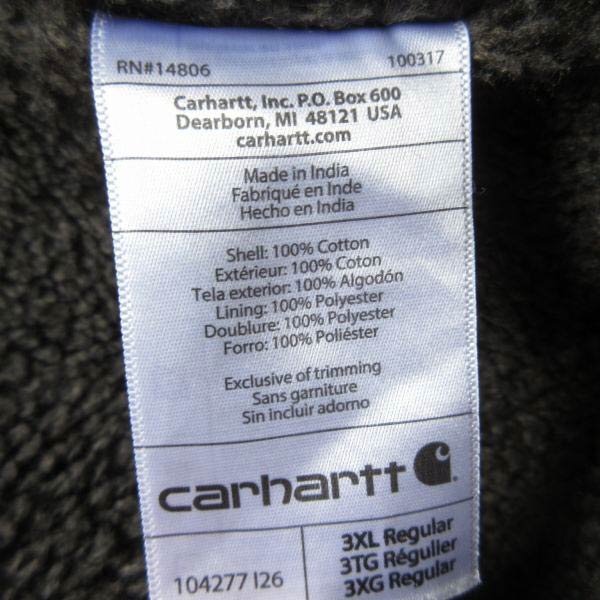 RN#14806 100317
Carhartt, Inc. P.O. Box 600
Dearborn, MI 48121 USA
carhartt.com
Made in India
Fabriqué en Inde
Hecho en India
Shell: 100% Cotton
Extérieur: 100% Coton
Tela exterior: 100% Algodón
Lining: 100% Polyester
Doublure: 100% Polyester
Forro: 100% Poliéster
Exclusive of trimming
Sans garniture
Sin incluir adorno
carhartt
104277 I26
3XL Regular
3TG Régulier
3XG Regular